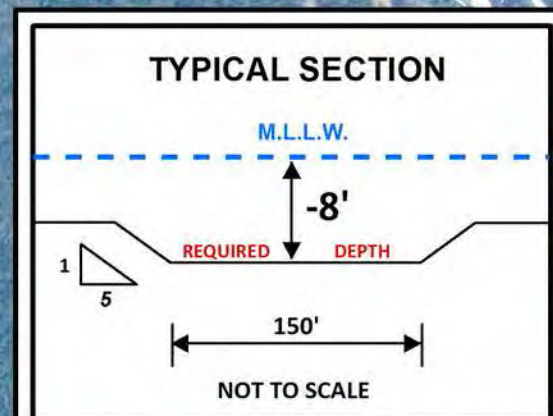 TYPICAL SECTION
M.L.L.W.
-8'
REQUIRED DEPTH
1
5
150'
NOT TO SCALE